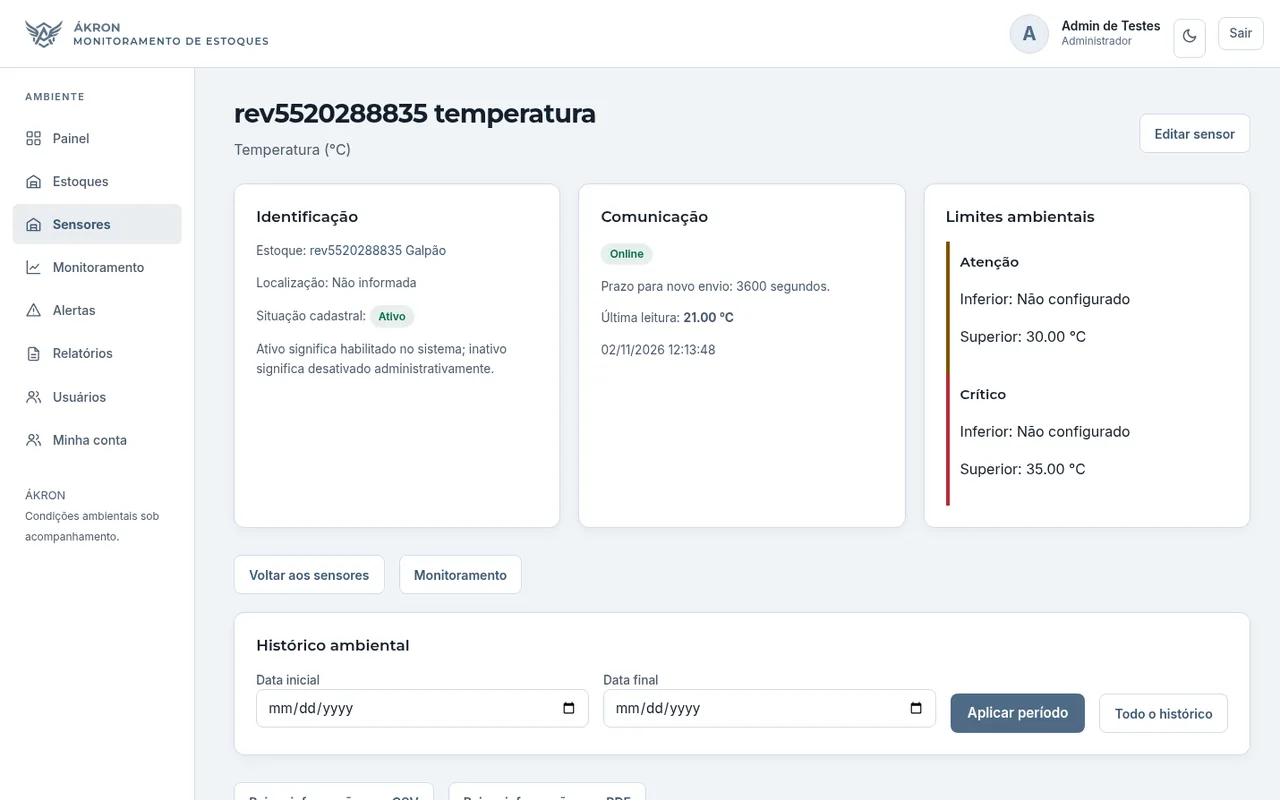 ÁKRON
MONITORAMENTO DE ESTOQUES
A
Admin de Testes
Administrador
Sair
AMBIENTE
Painel
Estoques
Sensores
Monitoramento
Alertas
Relatórios
Usuários
Minha conta
ÁKRON
Condições ambientais sob
acompanhamento.
rev5520288835 temperatura
Temperatura (°C)
Editar sensor
Identificação
Estoque: rev5520288835 Galpão
Localização: Não informada
Situação cadastral: Ativo
Ativo significa habilitado no sistema; inativo
significa desativado administrativamente.
Comunicação
Online
Prazo para novo envio: 3600 segundos.
Última leitura: 21.00 °C
02/11/2026 12:13:48
Limites ambientais
Atenção
Inferior: Não configurado
Superior: 30.00 °C
Crítico
Inferior: Não configurado
Superior: 35.00 °C
Voltar aos sensores
Monitoramento
Histórico ambiental
Data inicial
mm/dd/yyyy
Data final
mm/dd/yyyy
Aplicar período
Todo o histórico